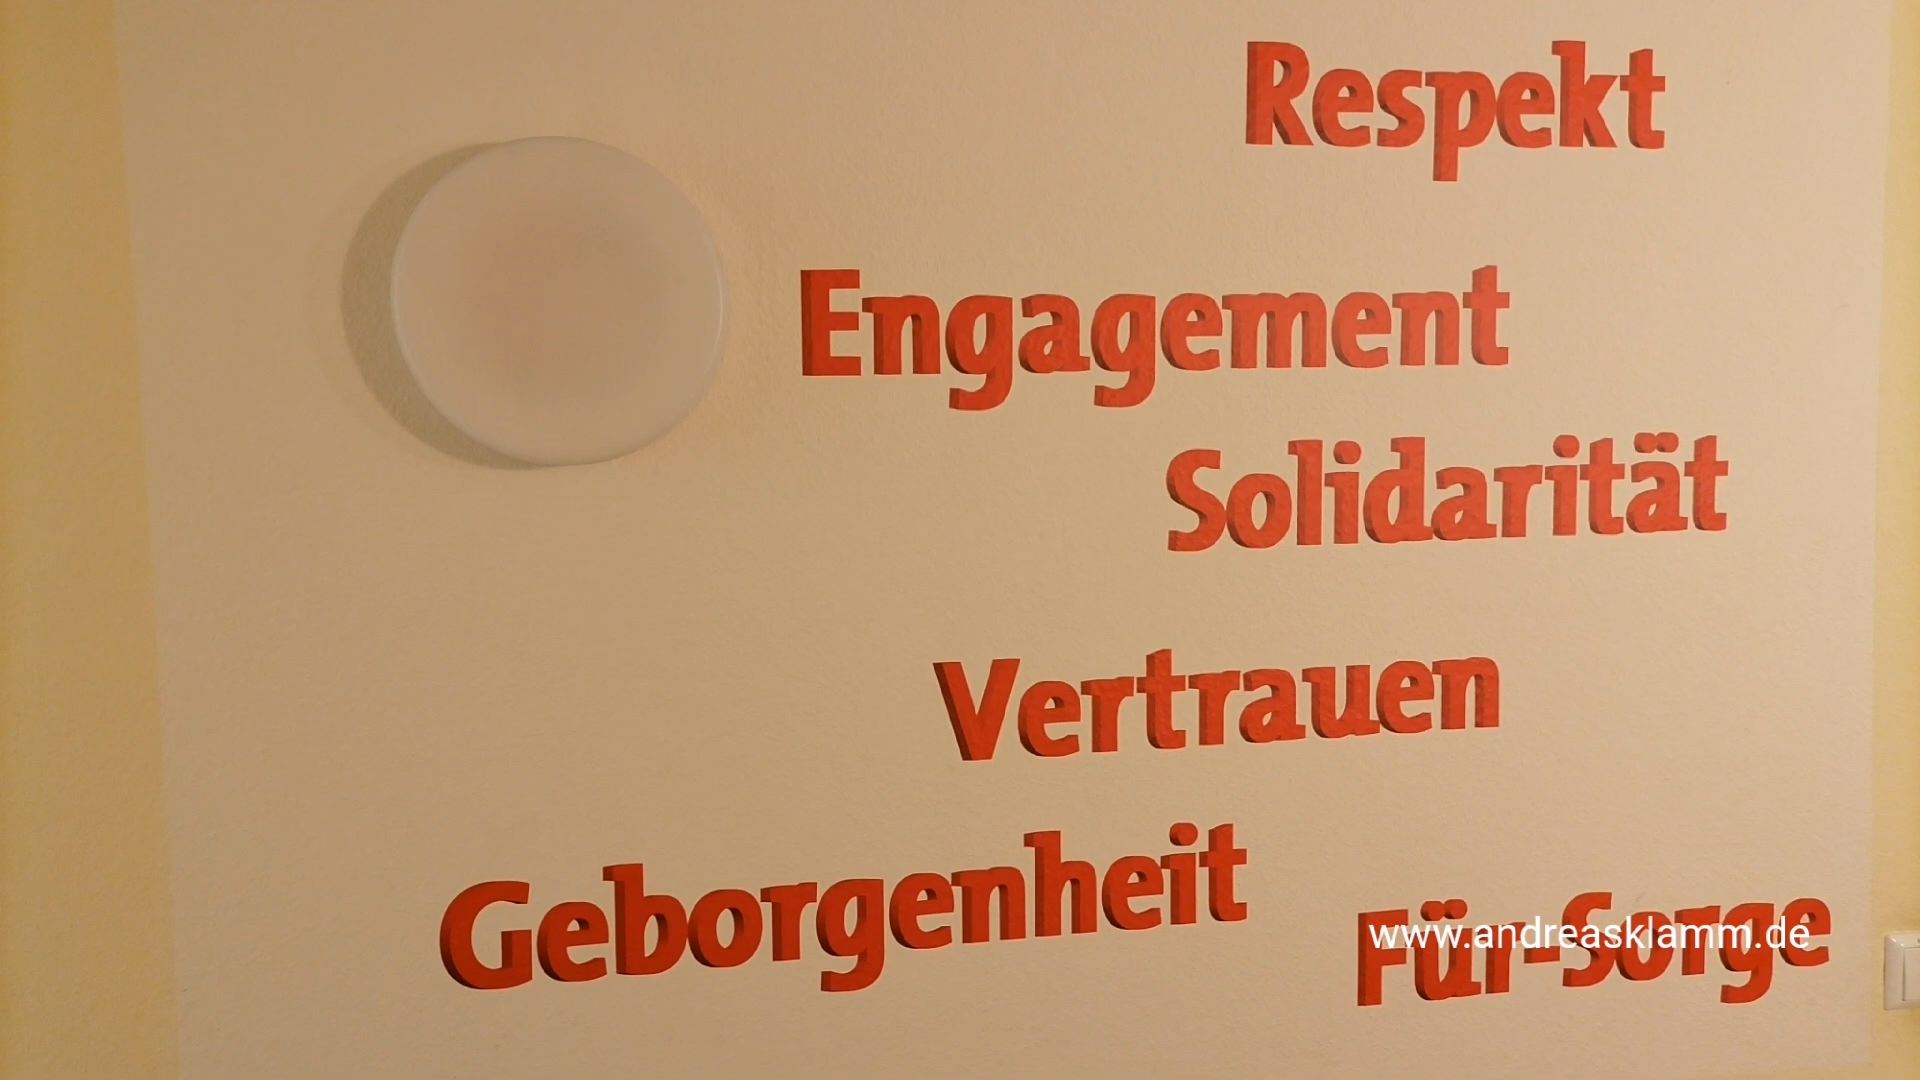 Respekt
Engagement
Solidarität
Vertrauen
Geborgenheit
Für-Sorge
www.andreasklamm.de